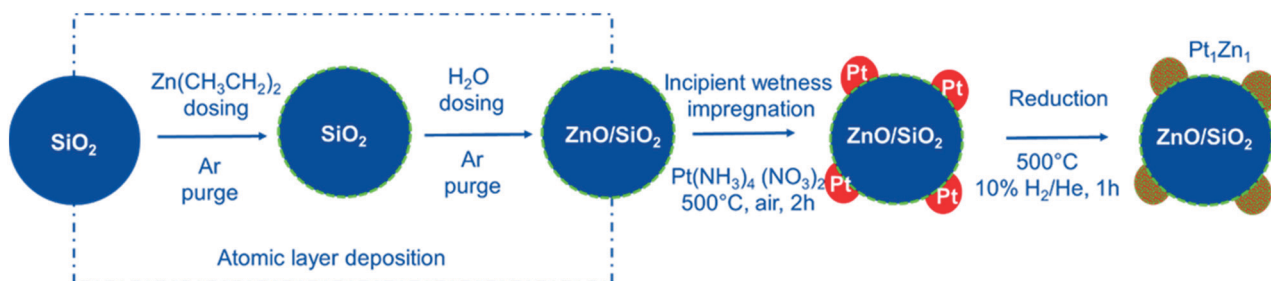 SiO₂
Zn(CH₃CH₂)₂
dosing
Ar
purge
SiO₂
H₂O
dosing
Ar
purge
ZnO/SiO₂
Atomic layer deposition
Incipient wetness
impregnation
Pt(NH₃)₄ (NO₃)₂
500°C, air, 2h
Pt
Pt
ZnO/SiO₂
Pt
Pt
Reduction
500°C
10% H₂/He, 1h
Pt₁Zn₁
ZnO/SiO₂